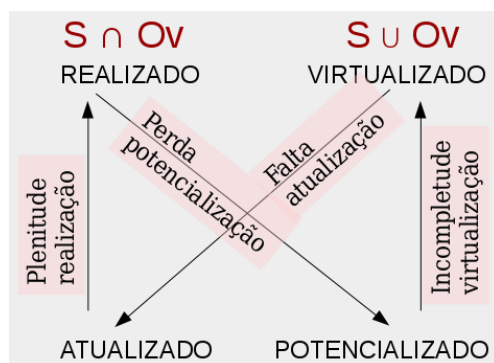 S ∩ Ov
S ∪ Ov
REALIZADO
VIRTUALIZADO
Perda
potencialização
Falta
atualização
Plenitude
realização
Incompletude
virtualização
ATUALIZADO
POTENCIALIZADO